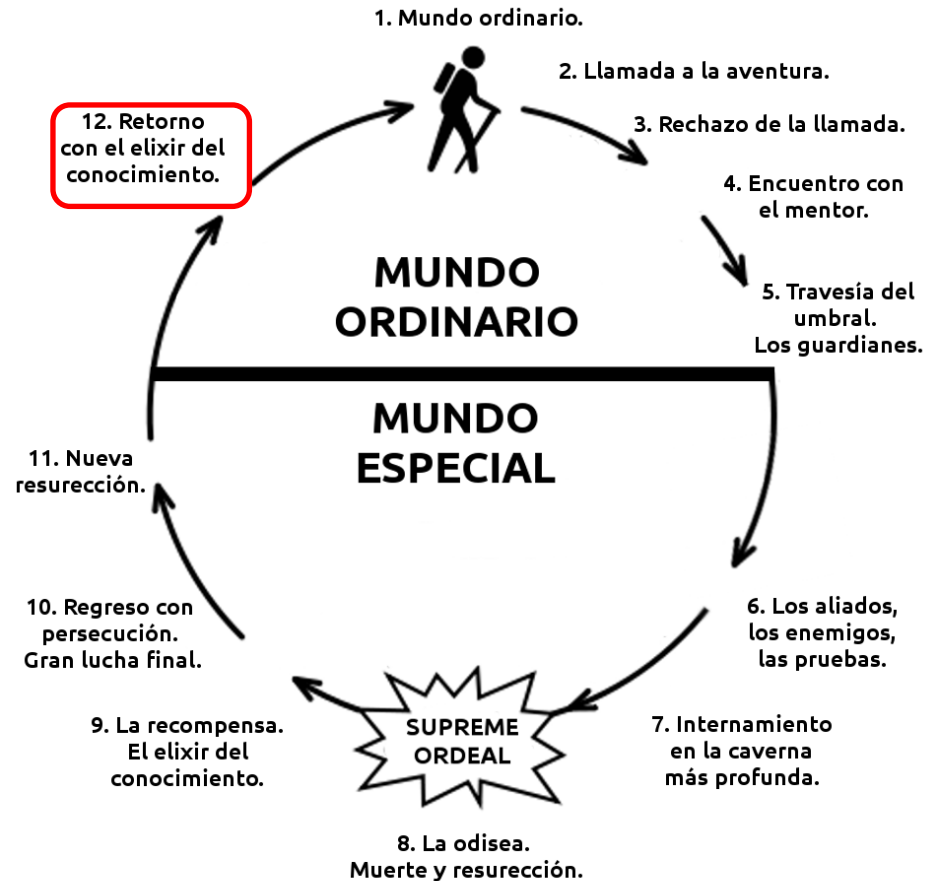 1. Mundo ordinario.
2. Llamada a la aventura.
3. Rechazo de la llamada.
4. Encuentro con
el mentor.
5. Travesía del
umbral.
Los guardianes.
MUNDO
ORDINARIO
MUNDO
ESPECIAL
6. Los aliados,
los enemigos,
las pruebas.
7. Internamiento
en la caverna
más profunda.
SUPREME
ORDEAL
8. La odisea.
Muerte y resurección.
9. La recompensa.
El elixir del
conocimiento.
10. Regreso con
persecución.
Gran lucha final.
11. Nueva
resurección.
12. Retorno
con el elixir del
conocimiento.